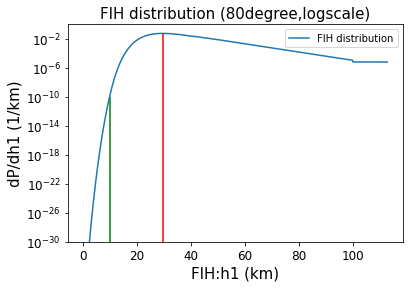 FIH distribution (80degree,logscale)
FIH distribution
dP/dh1 (1/km)
10⁻²
10⁻⁶
10⁻¹⁰
10⁻¹⁴
10⁻¹⁸
10⁻²²
10⁻²⁶
10⁻³⁰
0 20 40 60 80 100
FIH:h1 (km)